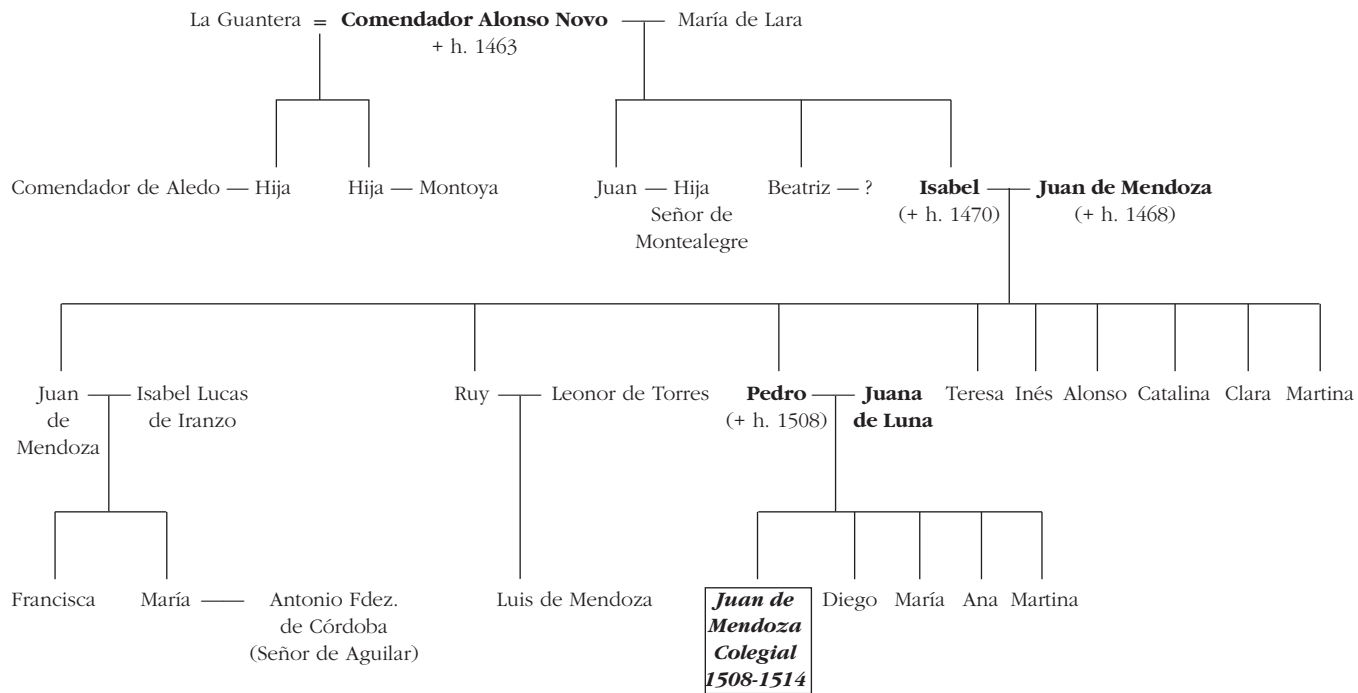 La Guantera = Comendador Alonso Novo — María de Lara
+ h. 1463
Comendador de Aledo — Hija
Hija — Montoya
Juan — Hija
Señor de
Montealegre
Beatriz — ?
Isabel — Juan de Mendoza
(+ h. 1470)
(+ h. 1468)
Juan
de
Mendoza
Isabel Lucas
de Iranzo
Ruy — Leonor de Torres
Pedro
(+ h. 1508)
Juana
de Luna
Teresa
Inés
Alonso
Catalina
Clara
Martina
Francisca
María — Antonio Fdez.
de Córdoba
(Señor de Aguilar)
Luis de Mendoza
Juan de
Mendoza
Colegial
1508-1514
Diego
María
Ana
Martina